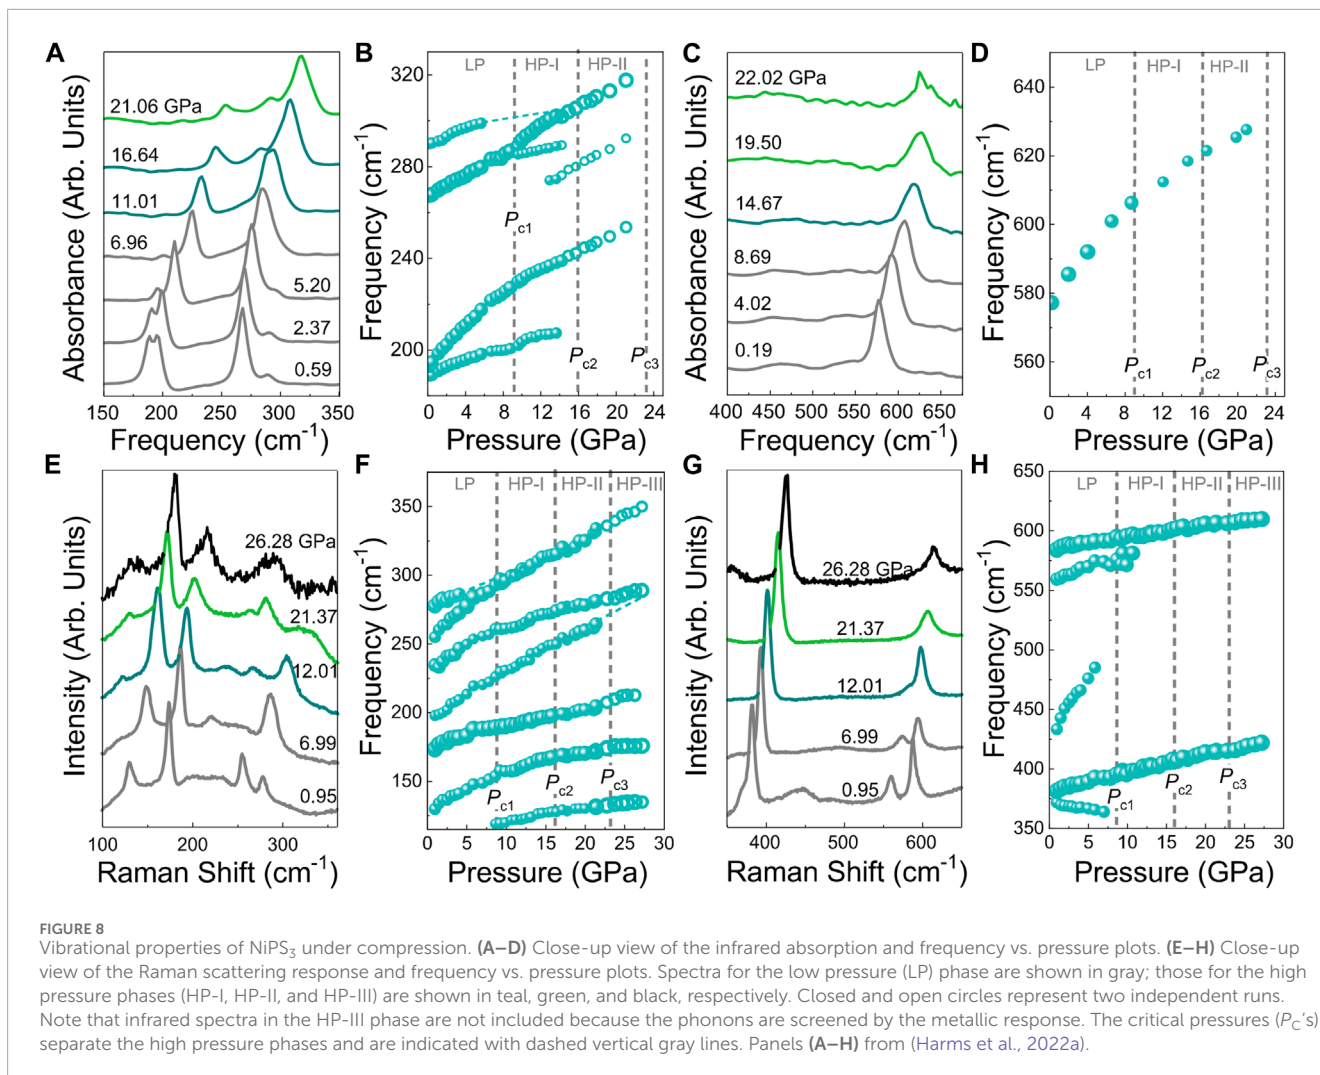 A
21.06 GPa
16.64
11.01
6.96
5.20
2.37
0.59
Absorbance (Arb. Units)
150 200 250 300 350
Frequency (cm-1)
B
LP HP-I HP-II
320
280
240
200
Frequency (cm-1)
Pc1
Pc2
Pc3
0 4 8 12 16 20 24
Pressure (GPa)
C
22.02 GPa
19.50
14.67
8.69
4.02
0.19
Absorbance (Arb. Units)
400 450 500 550 600 650
Frequency (cm-1)
D
LP HP-I HP-II
640
620
600
580
560
Frequency (cm-1)
Pc1
Pc2
Pc3
0 4 8 12 16 20 24
Pressure (GPa)
E
26.28 GPa
21.37
12.01
6.99
0.95
Intensity (Arb. Units)
100 150 200 250 300
Raman Shift (cm-1)
F
LP HP-I HP-II HP-III
350
300
250
200
150
Frequency (cm-1)
Pc1
Pc2
Pc3
0 5 10 15 20 25 30
Pressure (GPa)
G
26.28 GPa
21.37
12.01
6.99
0.95
Intensity (Arb. Units)
400 500 600
Raman Shift (cm-1)
H
LP HP-I HP-II HP-III
650
600
550
500
450
400
350
Frequency (cm-1)
Pc1
Pc2
Pc3
0 5 10 15 20 25 30
Pressure (GPa)
FIGURE 8
Vibrational properties of NiPS3 under compression. (A–D) Close-up view of the infrared absorption and frequency vs. pressure plots. (E–H) Close-up
view of the Raman scattering response and frequency vs. pressure plots. Spectra for the low pressure (LP) phase are shown in gray; those for the high
pressure phases (HP-I, HP-II, and HP-III) are shown in teal, green, and black, respectively. Closed and open circles represent two independent runs.
Note that infrared spectra in the HP-III phase are not included because the phonons are screened by the metallic response. The critical pressures (PC's)
separate the high pressure phases and are indicated with dashed vertical gray lines. Panels (A–H) from (Harms et al., 2022a).